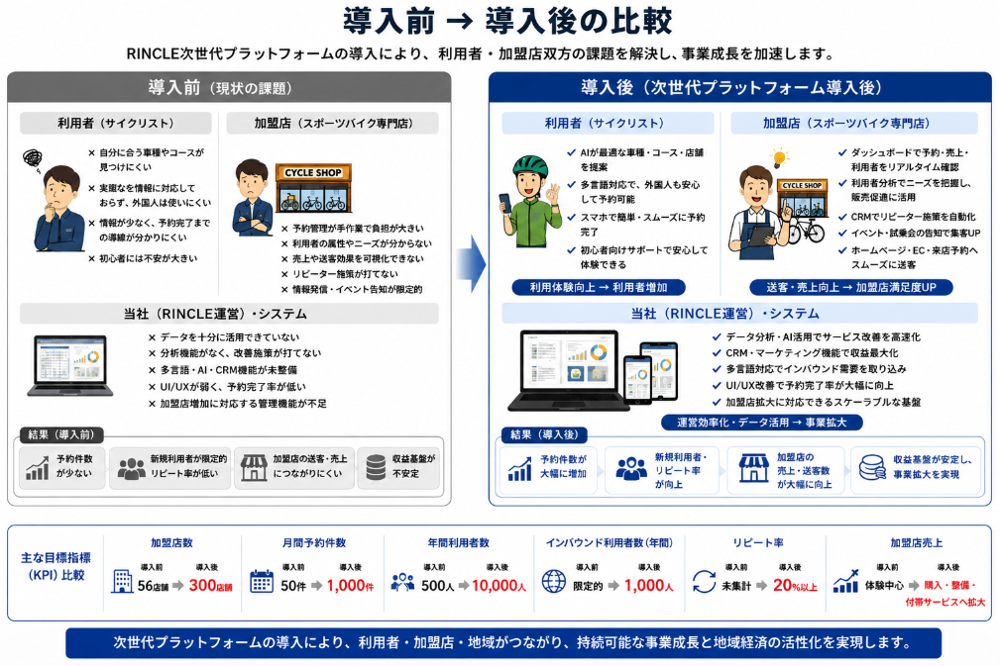 導入前 → 導入後の比較
RINCLE次世代プラットフォームの導入により、利用者・加盟店双方の課題を解決し、事業成長を加速します。
導入前（現状の課題）
利用者（サイクリスト）
× 自分に合う車種やコースが
見つけにくい
× 実擬なを情報に対応して
おらず、外国人は使いにくい
× 情報が少なく、予約完了まで
の導線が分かりにくい
× 初心者には不安が大きい
加盟店（スポーツバイク専門店）
CYCLE SHOP
× 予約管理が手作業で負担が大きい
× 利用者の属性やニーズが分からない
× 売上や送客効果を可視化できない
× リピーター施策が打てない
× 情報発信・イベント告知が限定的
当社（RINCLE運営）・システム
× データを十分に活用できていない
× 分析機能がなく、改善施策が打てない
× 多言語・AI・CRM機能が未整備
× UI/UXが弱く、予約完了率が低い
× 加盟店増加に対応する管理機能が不足
結果（導入前）
予約件数
が少ない
新規利用者が限定的
リピート率が低い
加盟店の送客・売上
につながりにくい
収益基盤が
不安定
導入後（次世代プラットフォーム導入後）
利用者（サイクリスト）
✓ AIが最適な車種・コース・店舗
を提案
✓ 多言語対応で、外国人も安心
して予約可能
✓ スマホで簡単・スムーズに予約
完了
✓ 初心者向けサポートで安心して
体験できる
利用体験向上 → 利用者増加
加盟店（スポーツバイク専門店）
CYCLE SHOP
✓ ダッシュボードで予約・売上・
利用者をリアルタイム確認
✓ 利用分析でニーズを把握し、
販売促進に活用
✓ CRMでリピーター施策を自動化
✓ イベント・試乗会の告知で集客UP
✓ ホームページ・EC・来店予約へ
スムーズに送客
送客・売上向上 → 加盟店満足度UP
当社（RINCLE運営）・システム
✓ データ分析・AI活用でサービス改善を高速化
✓ CRM・マーケティング機能で収益最大化
✓ 多言語対応でインバウンド需要を取り込み
✓ UI/UX改善で予約完了率が大幅に向上
✓ 加盟店拡大に対応できるスケーラブルな基盤
運営効率化・データ活用 → 事業拡大
結果（導入後）
予約件数が
大幅に増加
新規利用者・
リピート率
が向上
加盟店の
売上・送客数
が大幅に向上
収益基盤が安定し、
事業拡大を実現
主な目標指標
（KPI）比較
加盟店数
導入前 導入後
56店舗 → 300店舗
月間予約件数
導入前 導入後
50件 → 1,000件
年間利用者数
導入前 導入後
500人 → 10,000人
インバウンド利用者数（年間）
導入前 導入後
限定的 → 1,000人
リピート率
導入前 導入後
未集計 → 20%以上
加盟店売上
導入前 導入後
体験中心 → 購入・整備・
付帯サービスへ拡大
次世代プラットフォームの導入により、利用者・加盟店・地域がつながり、持続可能な事業成長と地域経済の活性化を実現します。